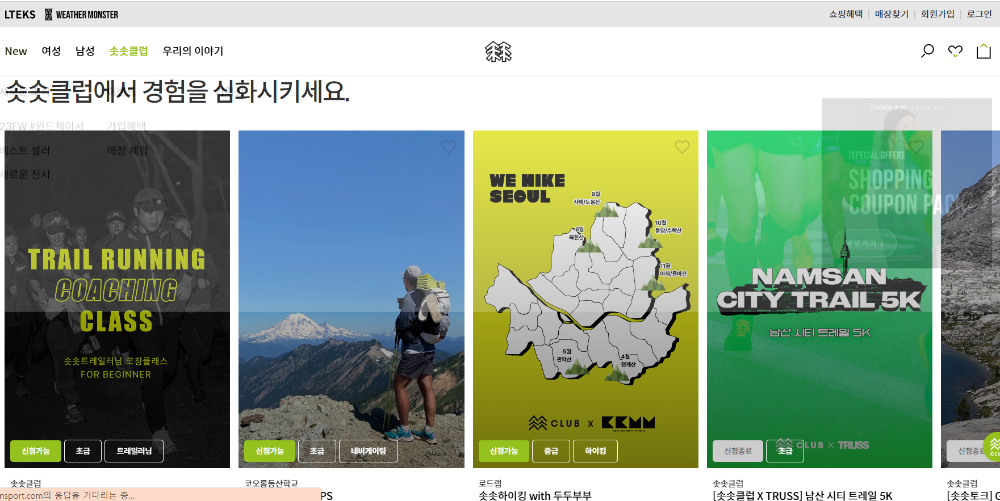 LTEKS WEATHER MONSTER
쇼핑혜택 | 매장찾기 | 회원가입 | 로그인
New 여성 남성 솟솟클럽 우리의 이야기
솟솟클럽에서 경험을 심화시키세요.
23FW #윈드체이서 가입혜택
베스트 셀러 매장 체험
새로운 전시
KOLON SPORT
[SPECIAL OFFER]
SHOPPING
COUPON PAC
바로가기 >
TRAIL RUNNING
COACHING
CLASS
솟솟트레일러닝 코칭클래스
FOR BEGINNER
신청가능 초급 트레일러닝
솟솟클럽
신청가능 초급 네비게이팅
코오롱등산학교
PS
WE HIKE
SEOUL
9월
사패/도봉산
10월
불암/수락산
6월
북한산
11월
아차/용마산
5월
관악산
4월
청계산
CLUB X KKMM
SEE YOU ON THE TRAIL
신청가능 중급 하이킹
로드랩
솟솟하이킹 with 두두부부
NAMSAN
CITY TRAIL 5K
남산 시티 트레일 5K
CLUB X TRUSS
신청종료 초급
솟솟클럽
[솟솟클럽 X TRUSS] 남산 시티 트레일 5K
신청종료
CLU
솟솟클럽
[솟솟토크]
nsport.com의 응답을 기다리는 중...